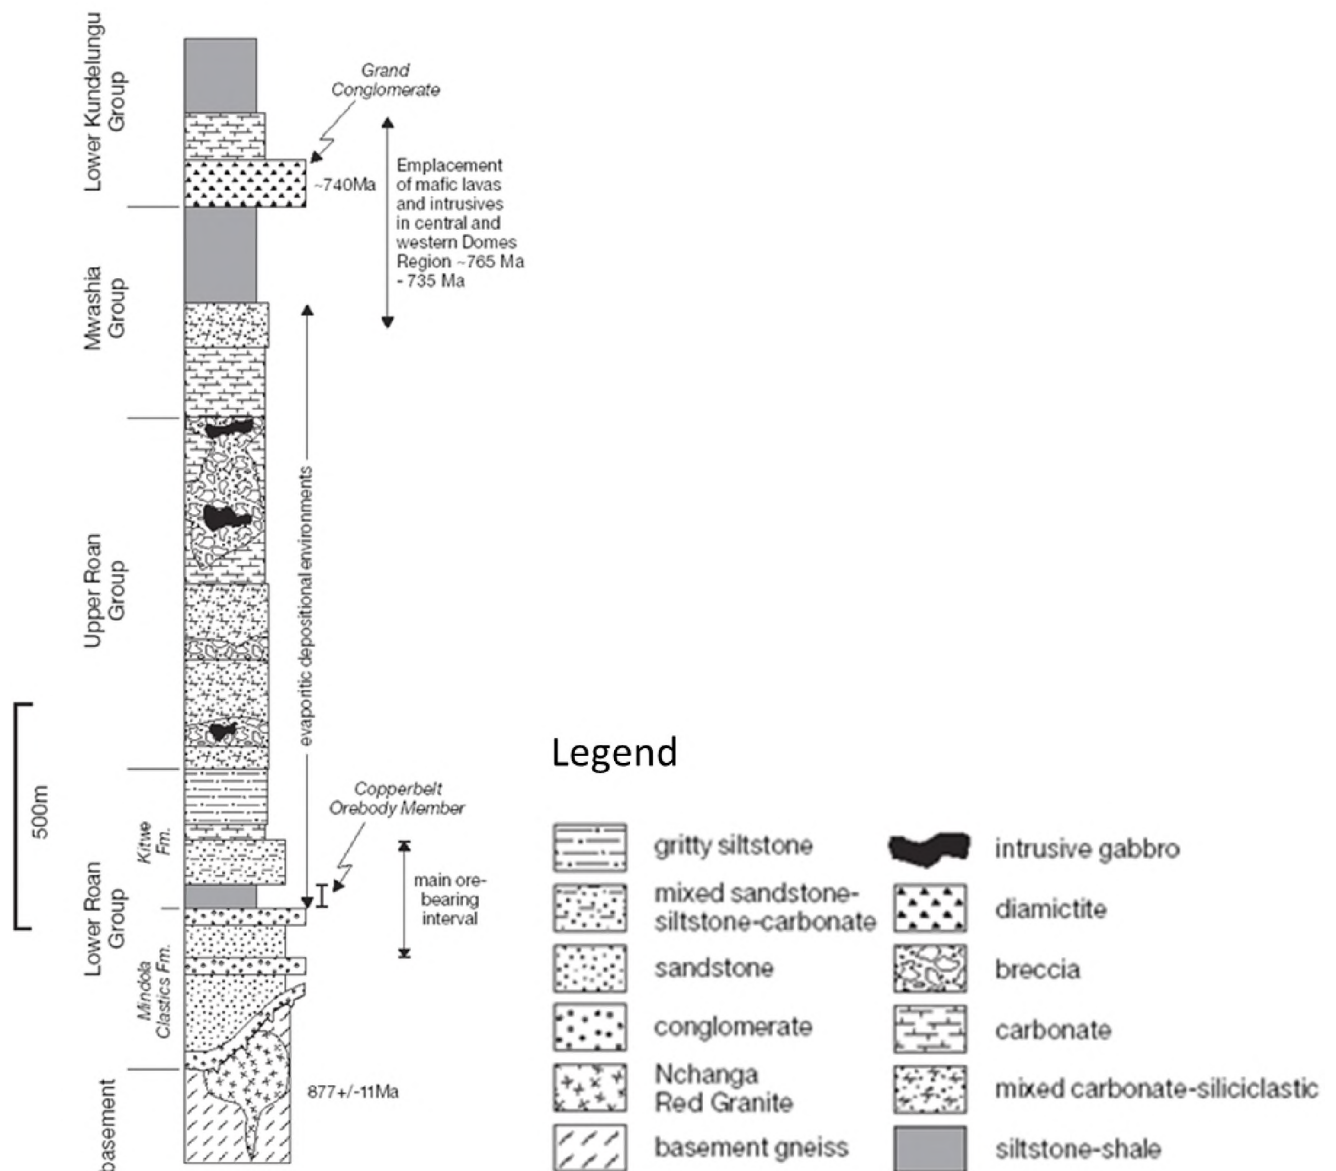 Lower Kundelungu
Group
Grand
Conglomerate
~740Ma
Emplacement
of mafic lavas
and intrusives
in central and
western Domes
Region ~765 Ma
- 735 Ma
Mwashia
Group
Upper Roan
Group
evaporitic depositional environments
500m
Copperbelt
Orebody Member
Kitwe
Fm.
main ore-
bearing
interval
Lower Roan
Group
Mindola
Clastics Fm.
877+/-11Ma
basement
Legend
gritty siltstone
mixed sandstone-
siltstone-carbonate
sandstone
conglomerate
Nchanga
Red Granite
basement gneiss
intrusive gabbro
diamictite
breccia
carbonate
mixed carbonate-siliciclastic
siltstone-shale